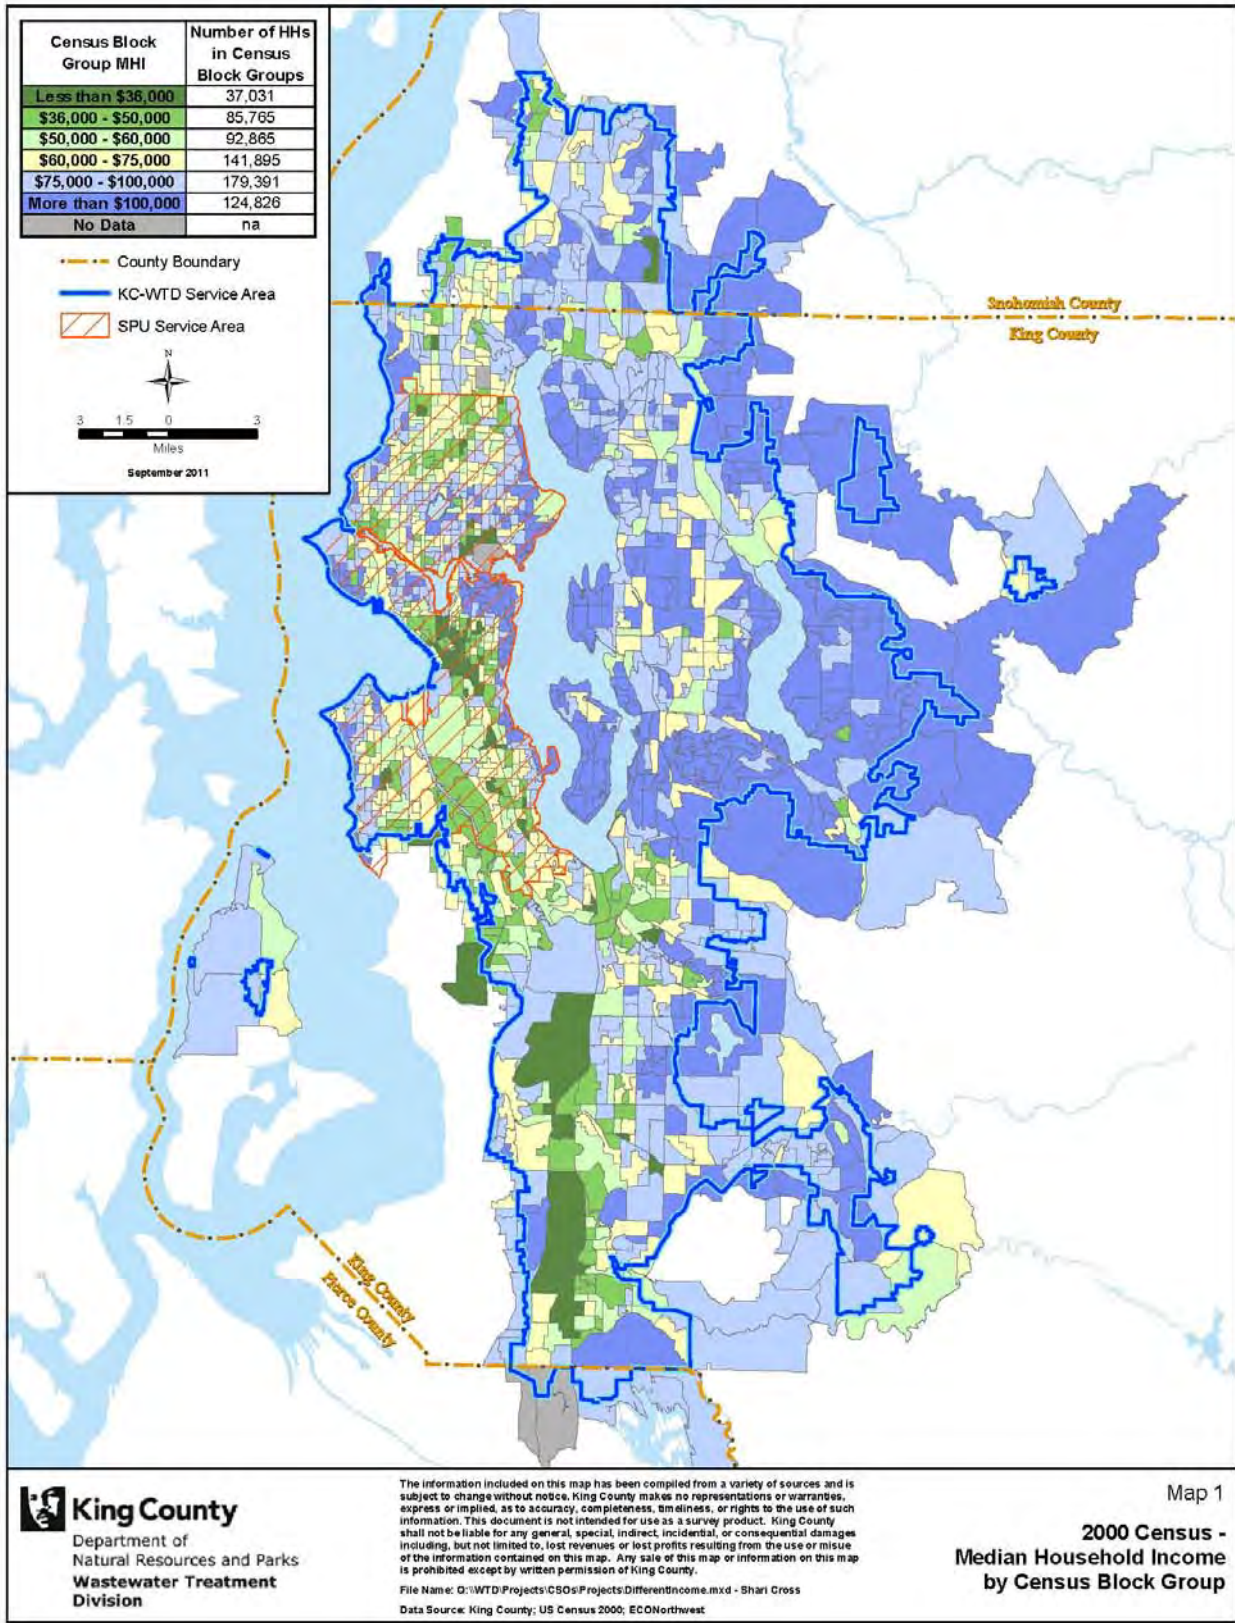 Census Block Group MHI
Number of HHs in Census Block Groups
Less than $36,000 37,031
$36,000 - $50,000 85,765
$50,000 - $60,000 92,865
$60,000 - $75,000 141,895
$75,000 - $100,000 179,391
More than $100,000 124,826
No Data na
County Boundary
KC-WTD Service Area
SPU Service Area
N
3 1.5 0 3
Miles
September 2011
Snohomish County
King County
King County
Pierce County
King County
Department of
Natural Resources and Parks
Wastewater Treatment
Division
The information included on this map has been compiled from a variety of sources and is
subject to change without notice. King County makes no representations or warranties,
express or implied, as to accuracy, completeness, timeliness, or rights to the use of such
information. This document is not intended for use as a survey product. King County
shall not be liable for any general, special, indirect, incidental, or consequential damages
including, but not limited to, lost revenues or lost profits resulting from the use or misue
of the information contained on this map. Any sale of this map or information on this map
is prohibited except by written permission of King County.
File Name: Q:\\WTD\Projects\CSOs\Projects\DifferentIncome.mxd - Shari Cross
Data Source: King County; US Census 2000; ECONorthwest
Map 1
2000 Census -
Median Household Income
by Census Block Group